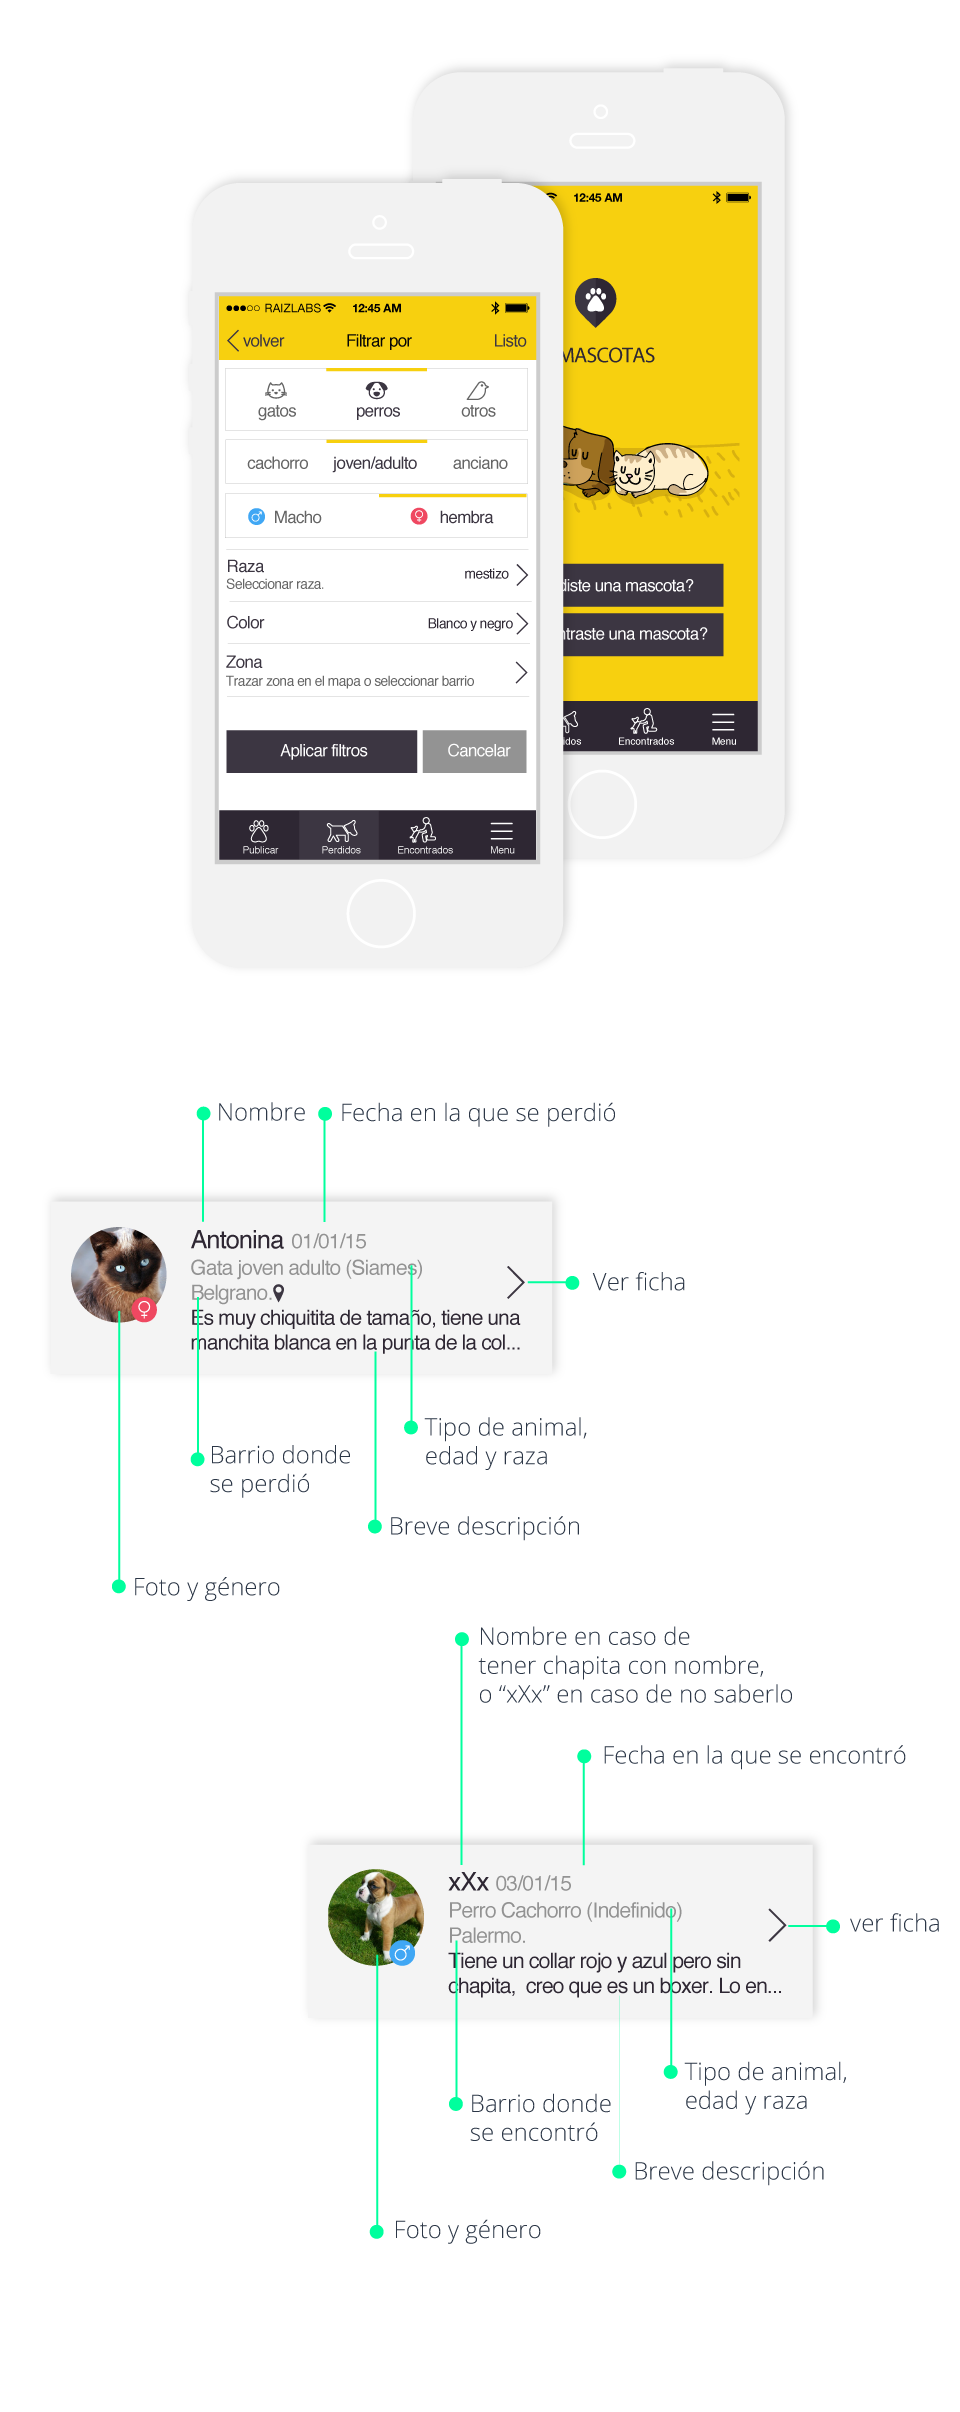 12:45 AM
MASCOTAS
diste una mascota?
ntraste una mascota?
idos
Encontrados
Menu
RAIZLABS
12:45 AM
volver
Filtrar por
Listo
gatos
perros
otros
cachorro
joven/adulto
anciano
Macho
hembra
Raza
Seleccionar raza.
mestizo
Color
Blanco y negro
Zona
Trazar zona en el mapa o seleccionar barrio
Aplicar filtros
Cancelar
Publicar
Perdidos
Encontrados
Menu
Nombre
Fecha en la que se perdió
Antonina 01/01/15
Gata joven adulto (Siames)
Belgrano.
Es muy chiquitita de tamaño, tiene una
manchita blanca en la punta de la col...
Ver ficha
Tipo de animal,
edad y raza
Barrio donde
se perdió
Breve descripción
Foto y género
Nombre en caso de
tener chapita con nombre,
o “xXx” en caso de no saberlo
Fecha en la que se encontró
xXx 03/01/15
Perro Cachorro (Indefinido)
Palermo.
Tiene un collar rojo y azul pero sin
chapita, creo que es un boxer. Lo en...
ver ficha
Tipo de animal,
edad y raza
Barrio donde
se encontró
Breve descripción
Foto y género